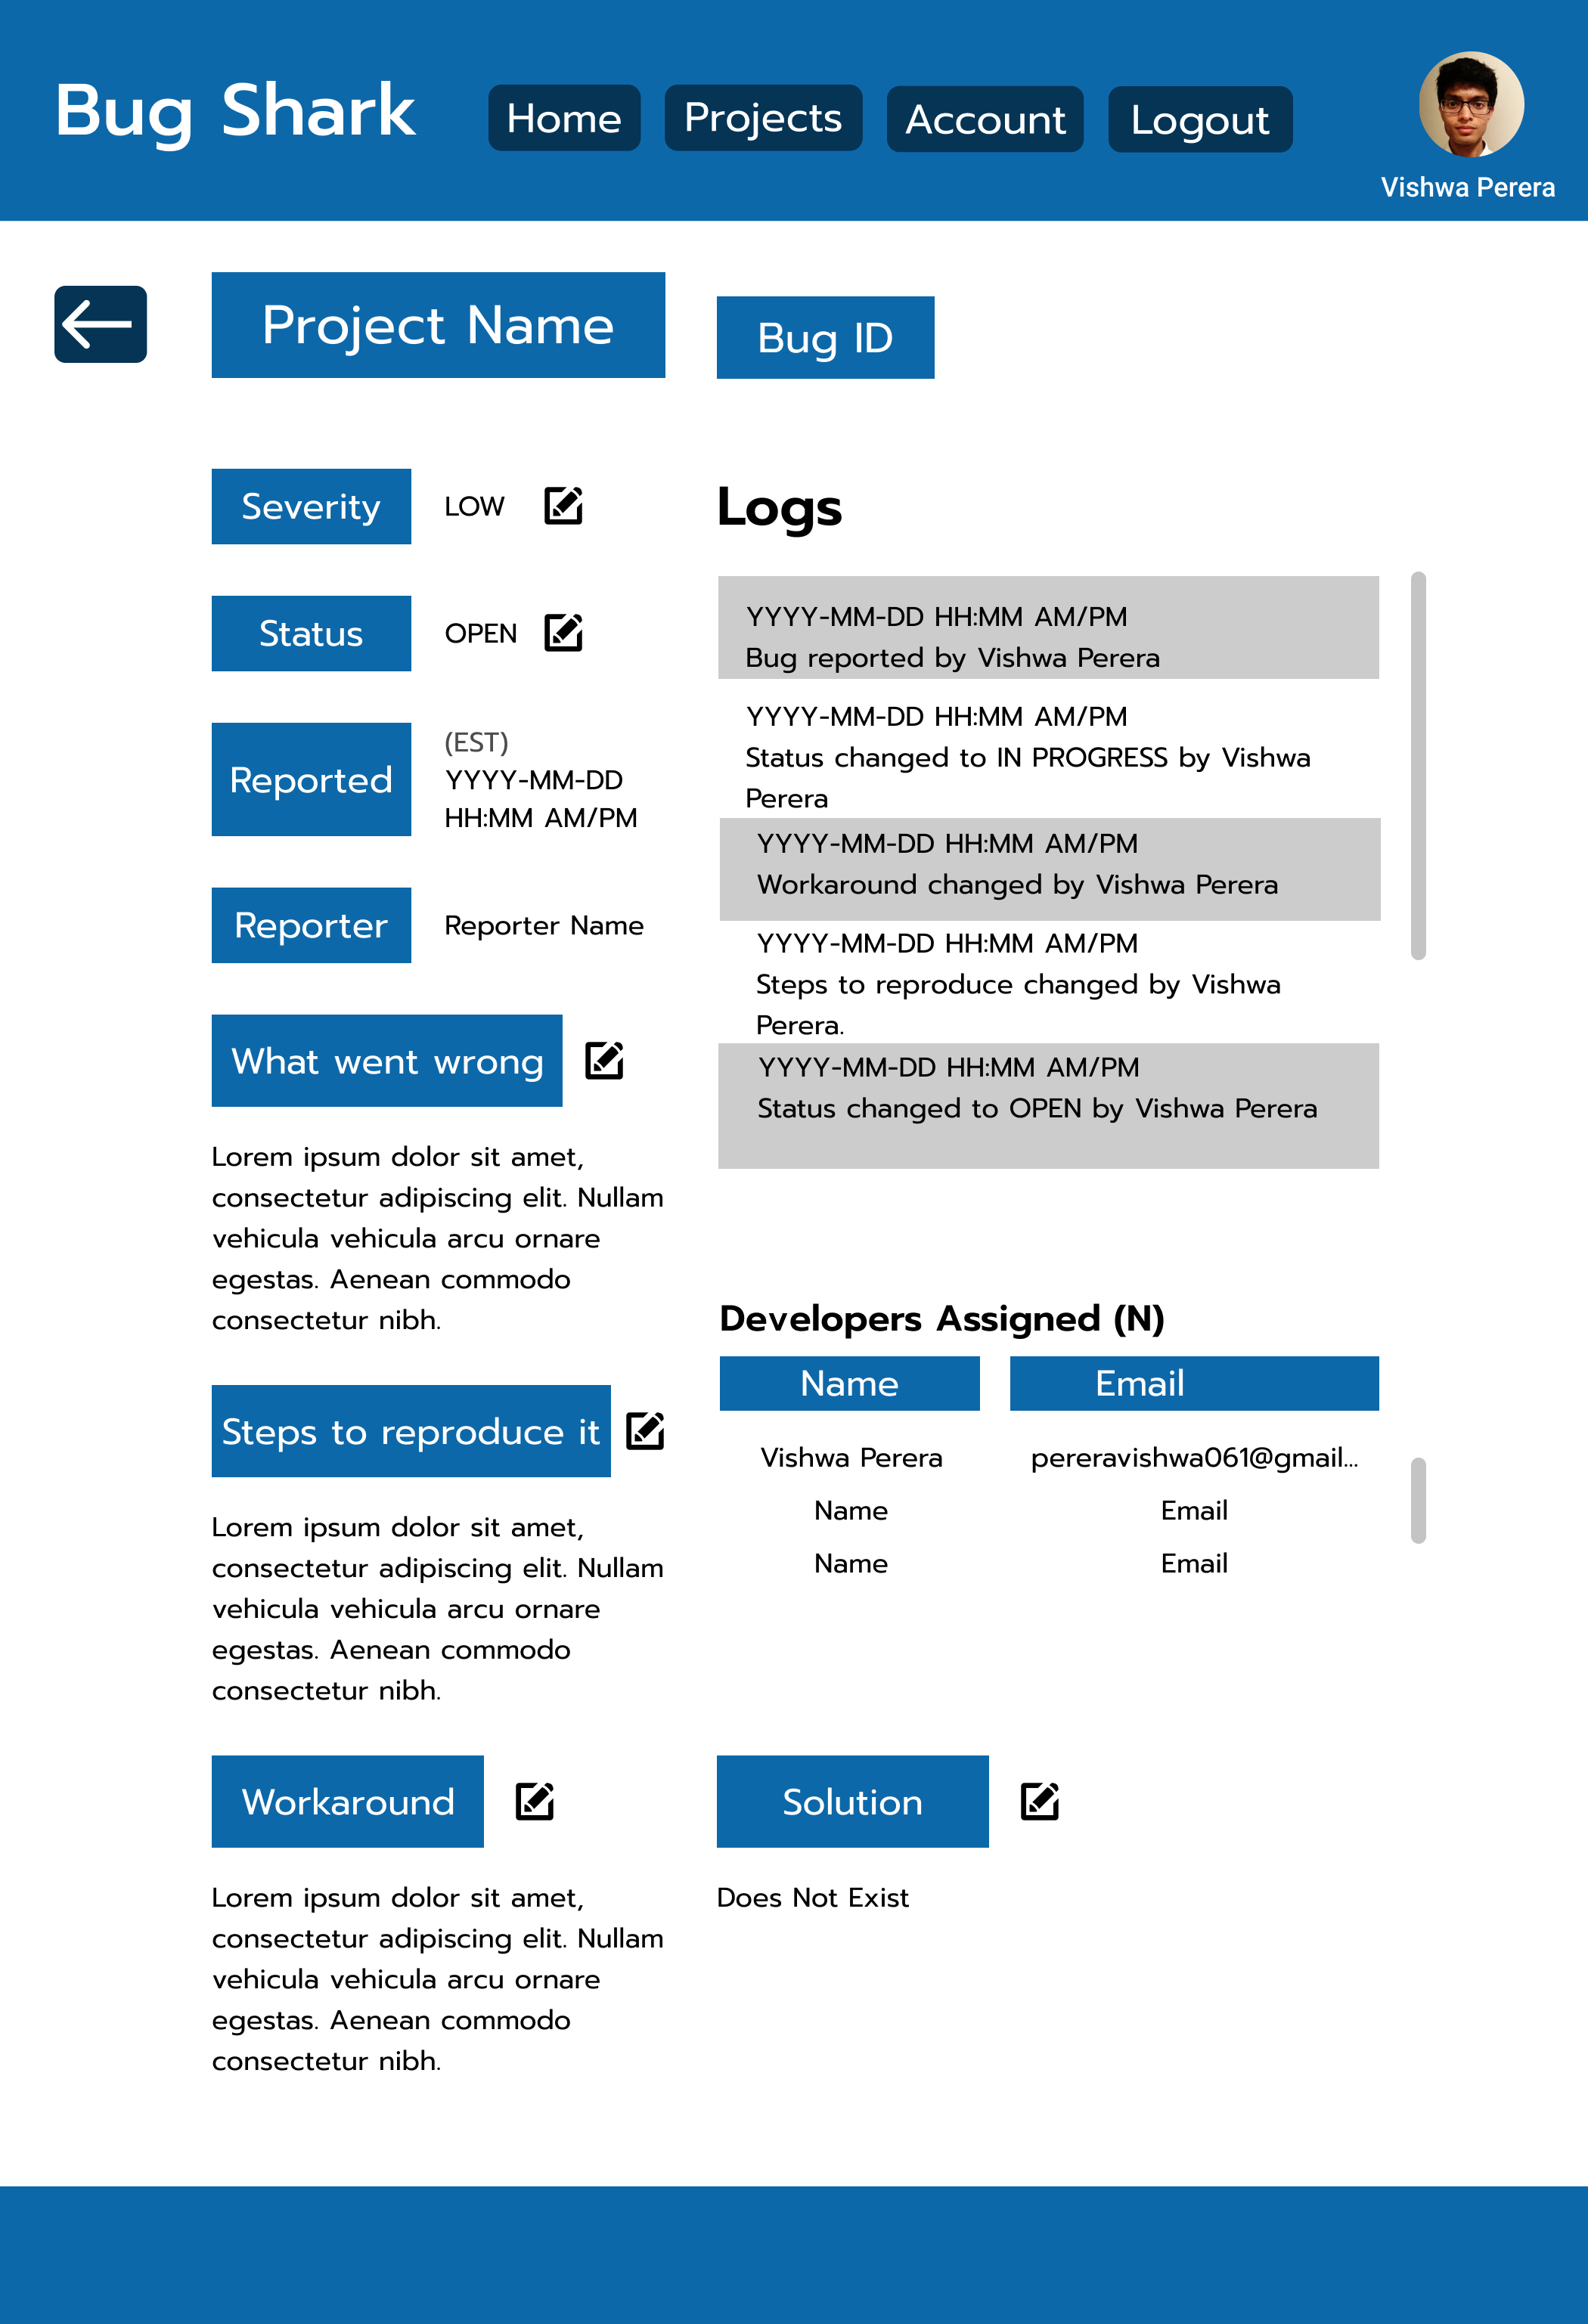 Bug Shark
Home
Projects
Account
Logout
Vishwa Perera
Project Name
Bug ID
Severity
LOW
Status
OPEN
Reported
(EST)
YYYY-MM-DD
HH:MM AM/PM
Reporter
Reporter Name
What went wrong
Lorem ipsum dolor sit amet,
consectetur adipiscing elit. Nullam
vehicula vehicula arcu ornare
egestas. Aenean commodo
consectetur nibh.
Steps to reproduce it
Lorem ipsum dolor sit amet,
consectetur adipiscing elit. Nullam
vehicula vehicula arcu ornare
egestas. Aenean commodo
consectetur nibh.
Workaround
Lorem ipsum dolor sit amet,
consectetur adipiscing elit. Nullam
vehicula vehicula arcu ornare
egestas. Aenean commodo
consectetur nibh.
Logs
YYYY-MM-DD HH:MM AM/PM
Bug reported by Vishwa Perera
YYYY-MM-DD HH:MM AM/PM
Status changed to IN PROGRESS by Vishwa
Perera
YYYY-MM-DD HH:MM AM/PM
Workaround changed by Vishwa Perera
YYYY-MM-DD HH:MM AM/PM
Steps to reproduce changed by Vishwa
Perera.
YYYY-MM-DD HH:MM AM/PM
Status changed to OPEN by Vishwa Perera
Developers Assigned (N)
Name Email
Vishwa Perera pereravishwa061@gmail...
Name Email
Name Email
Solution
Does Not Exist